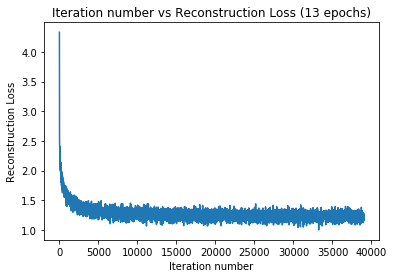 Iteration number vs Reconstruction Loss (13 epochs)
Reconstruction Loss
4.0
3.5
3.0
2.5
2.0
1.5
1.0
0 5000 10000 15000 20000 25000 30000 35000 40000
Iteration number